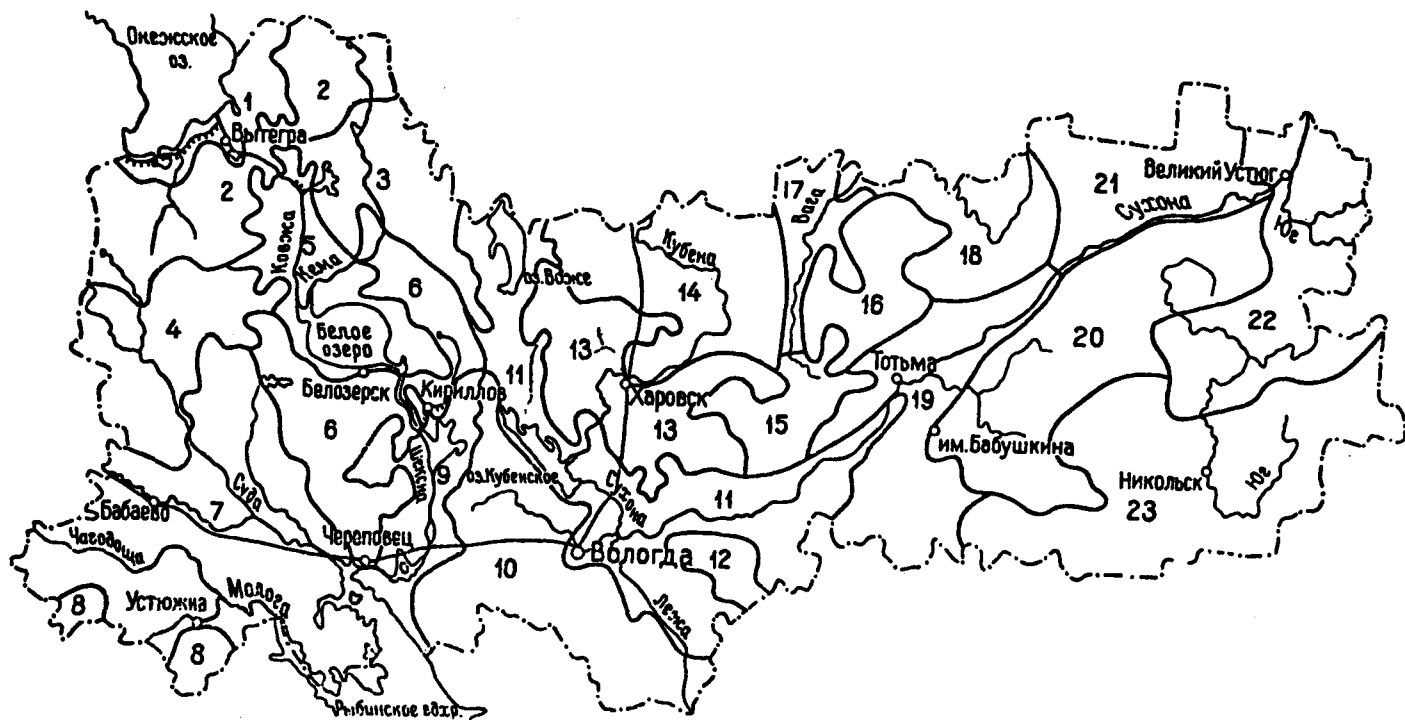 Онежское
оз.
1
2
Вытегра
2
3
17
Вага
21
Великий Устюг
Сухона
Юг
Ковжа
5
Кема
6
оз. Воже
Кубена
14
18
16
4
Белое
озеро
13
20
22
Белозерск
Кириллов
11
Харовск
Тотьма
19
6
Шексна
9
13
15
им. Бабушкина
оз. Кубенское
Сухона
11
Никольск
Юг
23
Суда
7
Бабаево
Чагодоща
Череповец
10
Вологда
12
8
Устюжна
Молога
Лежа
8
Рыбинское вдхр.